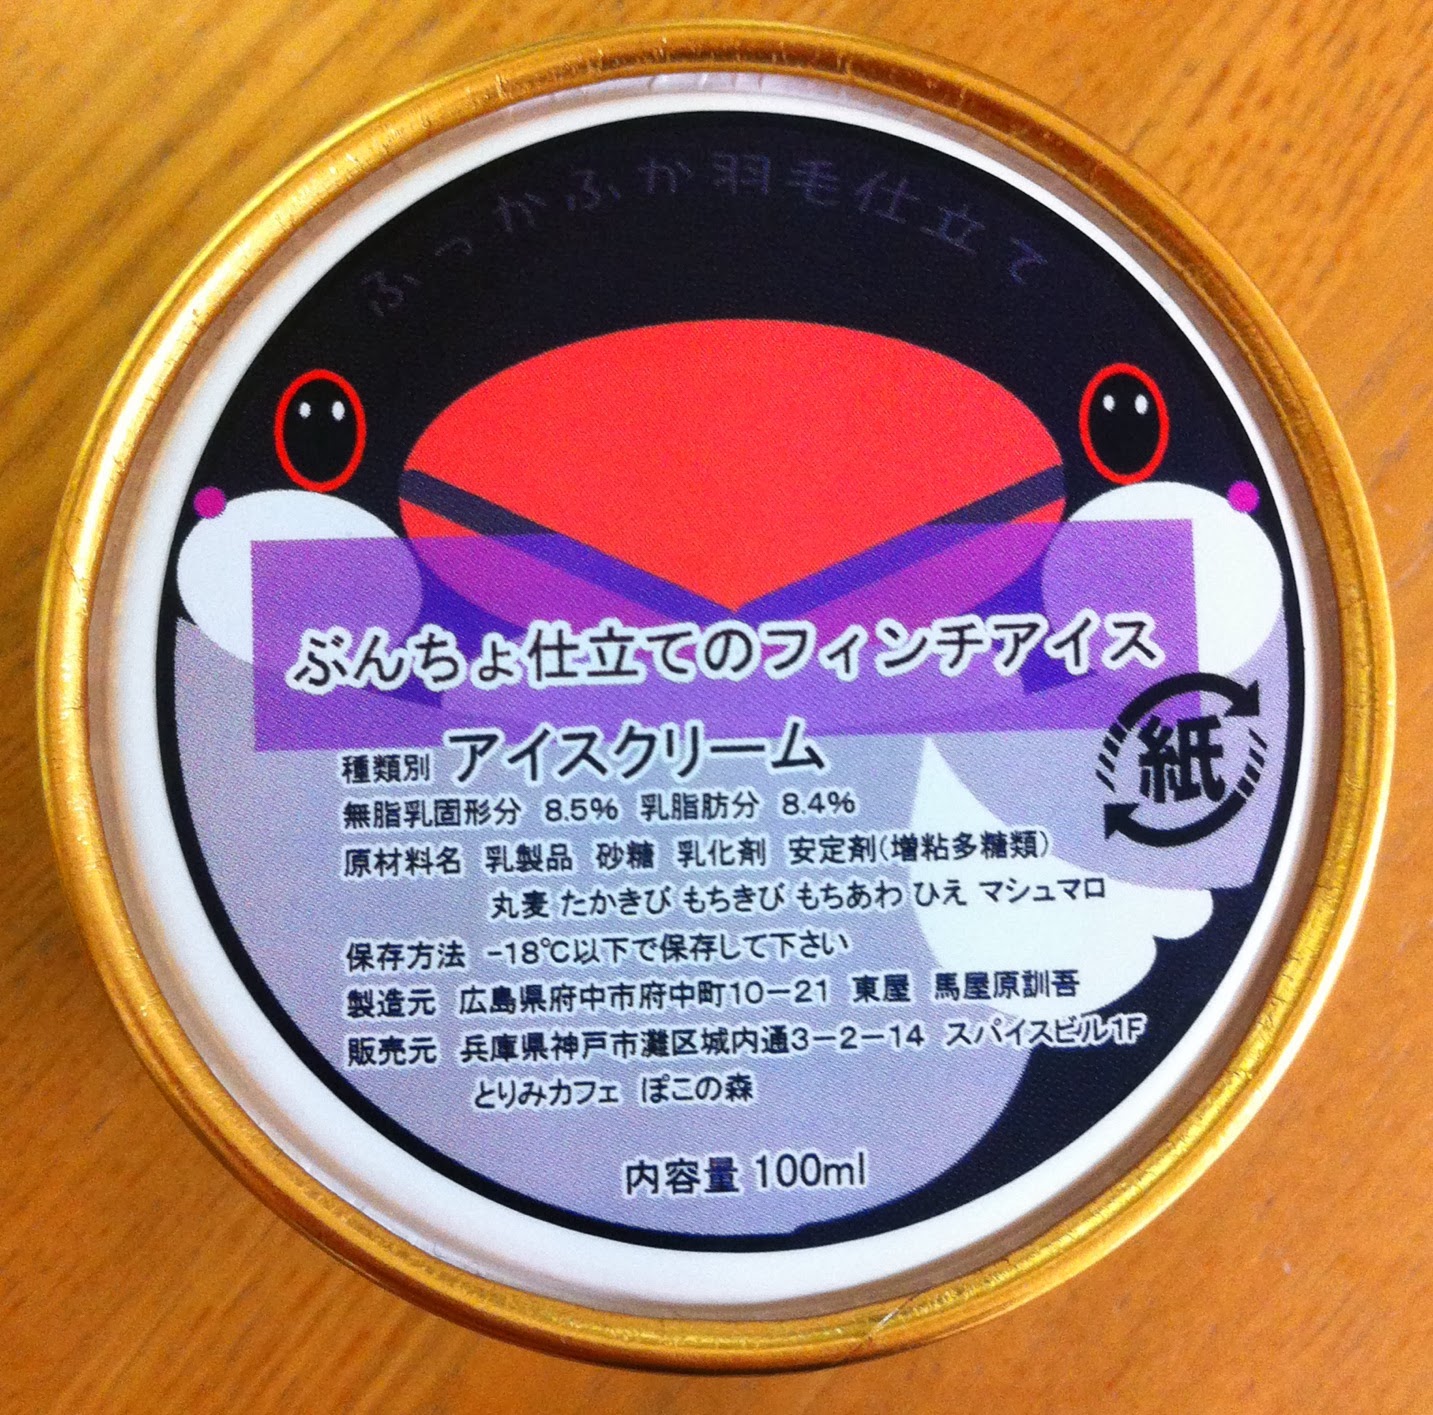 ふっかふか羽毛仕立て
ぶんちょ仕立てのフィンチアイス
紙
種類別 アイスクリーム
無脂乳固形分 8.5% 乳脂肪分 8.4%
原材料名 乳製品 砂糖 乳化剤 安定剤(増粘多糖類)
丸麦 たかきび もちきび もちあわ ひえ マシュマロ
保存方法 -18℃以下で保存して下さい
製造元 広島県府中市府中町10-21 東屋 馬屋原訓吾
販売元 兵庫県神戸市灘区城内通3-2-14 スパイスビル1F
とりみカフェ ぽこの森
内容量 100ml